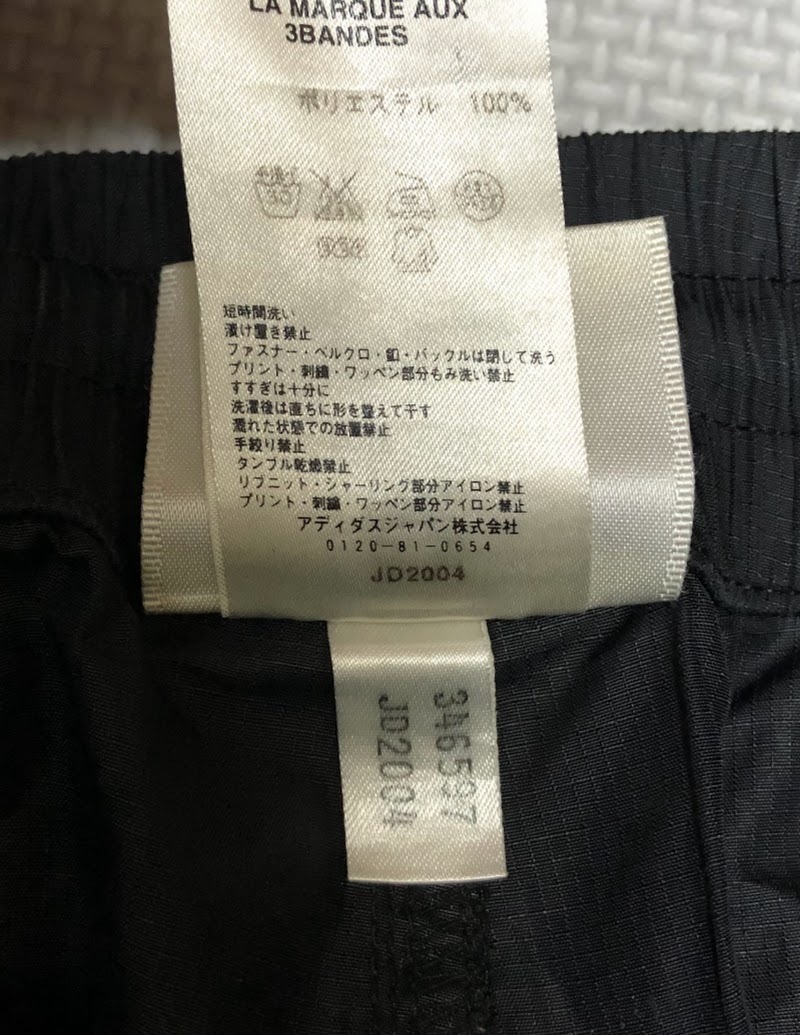 LA MARQUE AUX
3BANDES
ポリエステル 100%
短時間洗い
漬け置き禁止
ファスナー・ベルクロ・釦・バックルは閉して洗う
プリント・刺繍・ワッペン部分もみ洗い禁止
すすぎは十分に
洗濯後は直ちに形を整えて干す
濡れた状態での放置禁止
手絞り禁止
タンブル乾燥禁止
リブニット・シャーリング部分アイロン禁止
プリント・刺繍・ワッペン部分アイロン禁止
アディダスジャパン株式会社
0120-81-0654
JD2004
346597
JD2004